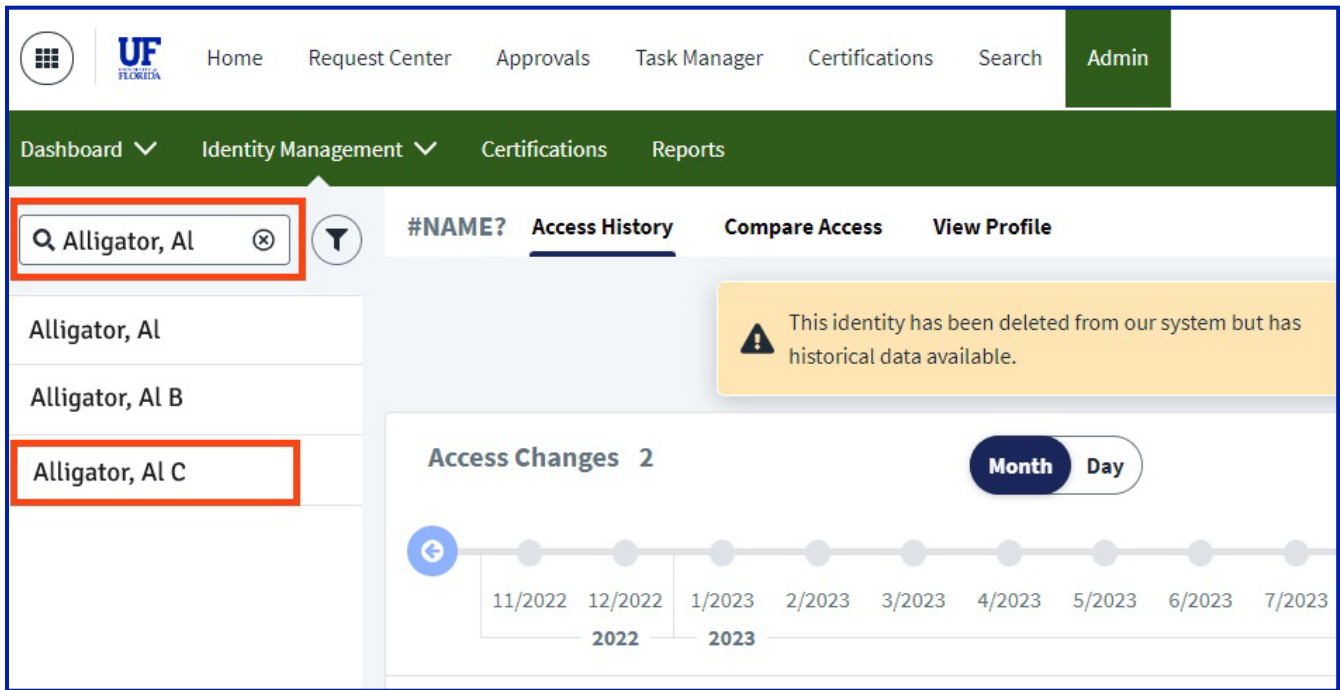 UF
UNIVERSITY of
FLORIDA
Home Request Center Approvals Task Manager Certifications Search Admin
Dashboard Identity Management Certifications Reports
Alligator, Al
#NAME? Access History Compare Access View Profile
Alligator, Al
Alligator, Al B
Alligator, Al C
This identity has been deleted from our system but has
historical data available.
Access Changes 2
Month Day
11/2022 12/2022 1/2023 2/2023 3/2023 4/2023 5/2023 6/2023 7/2023
2022 2023